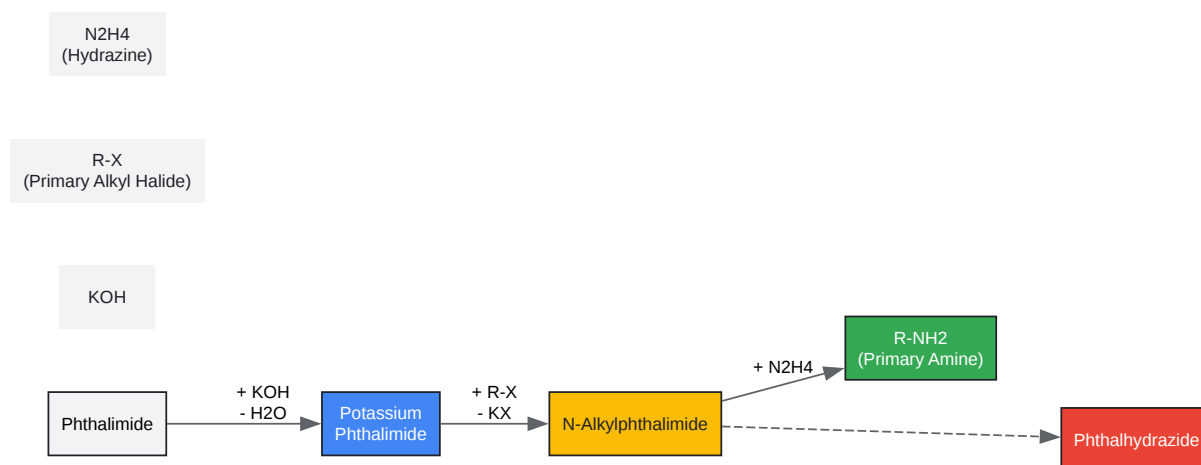 N2H4
(Hydrazine)
R-X
(Primary Alkyl Halide)
KOH
Phthalimide
+ KOH
- H2O
Potassium
Phthalimide
+ R-X
- KX
N-Alkylphthalimide
+ N2H4
R-NH2
(Primary Amine)
Phthalhydrazide